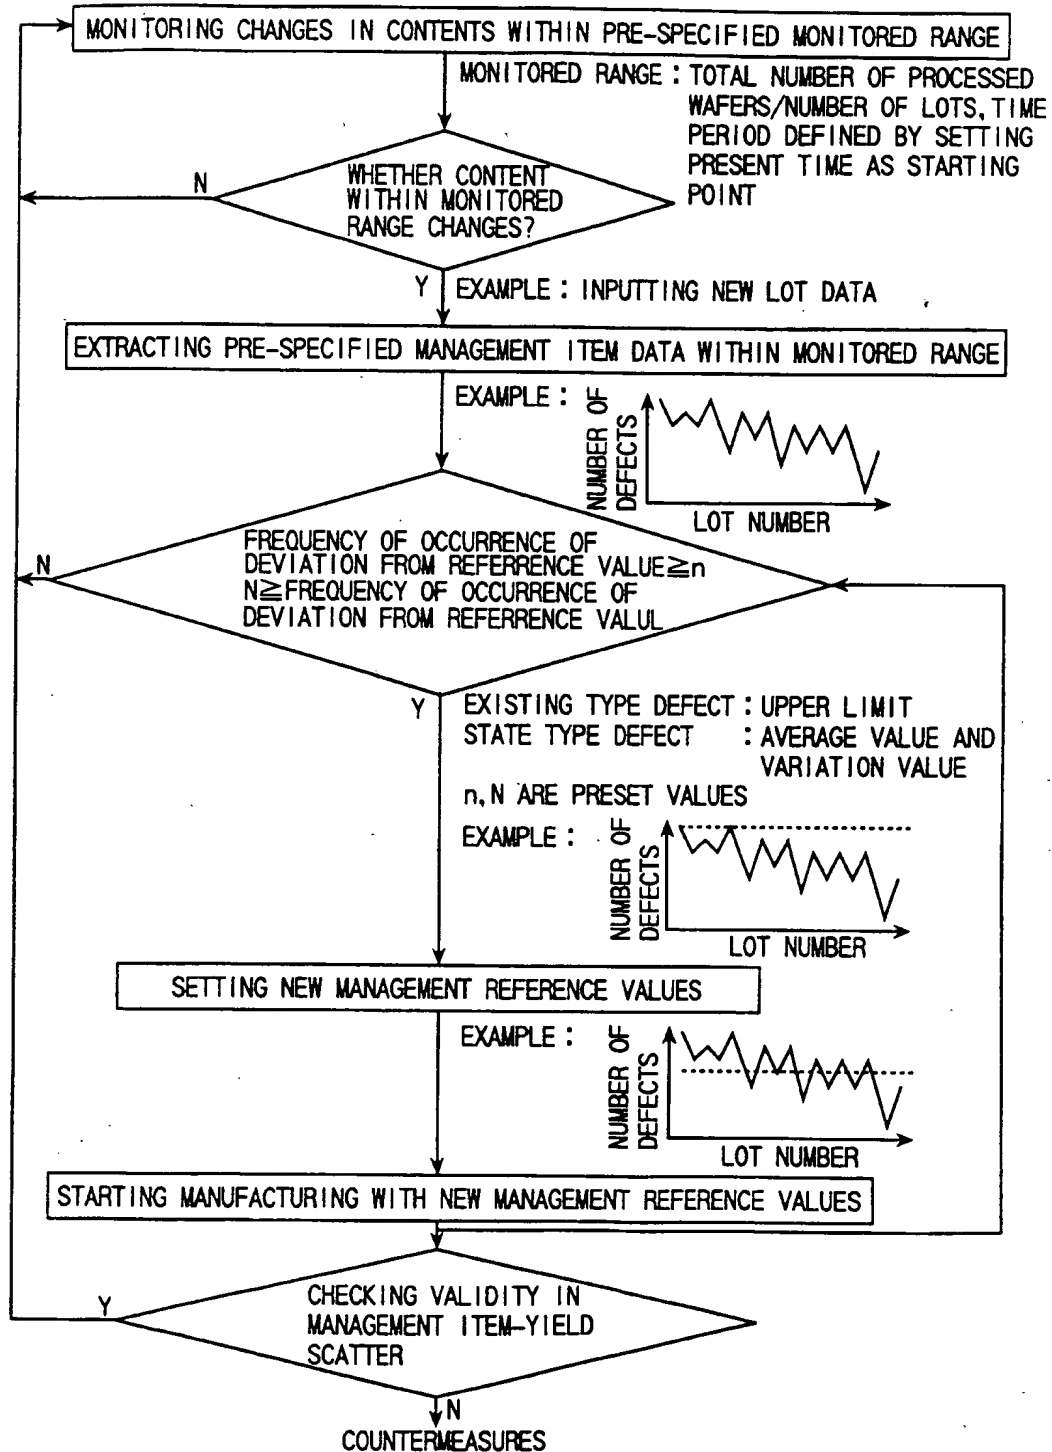 MONITORING CHANGES IN CONTENTS WITHIN PRE-SPECIFIED MONITORED RANGE
MONITORED RANGE : TOTAL NUMBER OF PROCESSED
WAFERS/NUMBER OF LOTS, TIME
PERIOD DEFINED BY SETTING
PRESENT TIME AS STARTING
POINT
N
WHETHER CONTENT
WITHIN MONITORED
RANGE CHANGES?
Y
EXAMPLE : INPUTTING NEW LOT DATA
EXTRACTING PRE-SPECIFIED MANAGEMENT ITEM DATA WITHIN MONITORED RANGE
EXAMPLE :
NUMBER OF
DEFECTS
LOT NUMBER
N
FREQUENCY OF OCCURRENCE OF
DEVIATION FROM REFERRENCE VALUE≧n
N≧FREQUENCY OF OCCURRENCE OF
DEVIATION FROM REFERRENCE VALUL
Y
EXISTING TYPE DEFECT : UPPER LIMIT
STATE TYPE DEFECT : AVERAGE VALUE AND
VARIATION VALUE
n, N ARE PRESET VALUES
EXAMPLE :
NUMBER OF
DEFECTS
LOT NUMBER
SETTING NEW MANAGEMENT REFERENCE VALUES
EXAMPLE :
NUMBER OF
DEFECTS
LOT NUMBER
STARTING MANUFACTURING WITH NEW MANAGEMENT REFERENCE VALUES
Y
CHECKING VALIDITY IN
MANAGEMENT ITEM-YIELD
SCATTER
N
COUNTERMEASURES